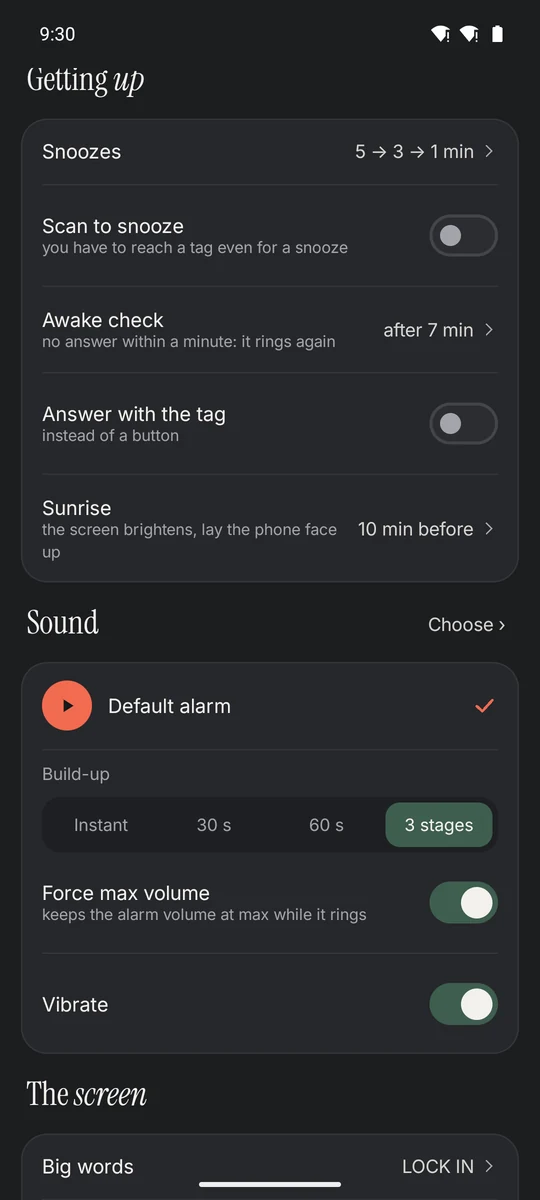 9:30
Getting up
Snoozes
5 → 3 → 1 min
Scan to snooze
you have to reach a tag even for a snooze
Awake check
no answer within a minute: it rings again
after 7 min
Answer with the tag
instead of a button
Sunrise
the screen brightens, lay the phone face
up
10 min before
Sound
Choose ›
Default alarm
Build-up
Instant
30 s
60 s
3 stages
Force max volume
keeps the alarm volume at max while it rings
Vibrate
The screen
Big words
LOCK IN